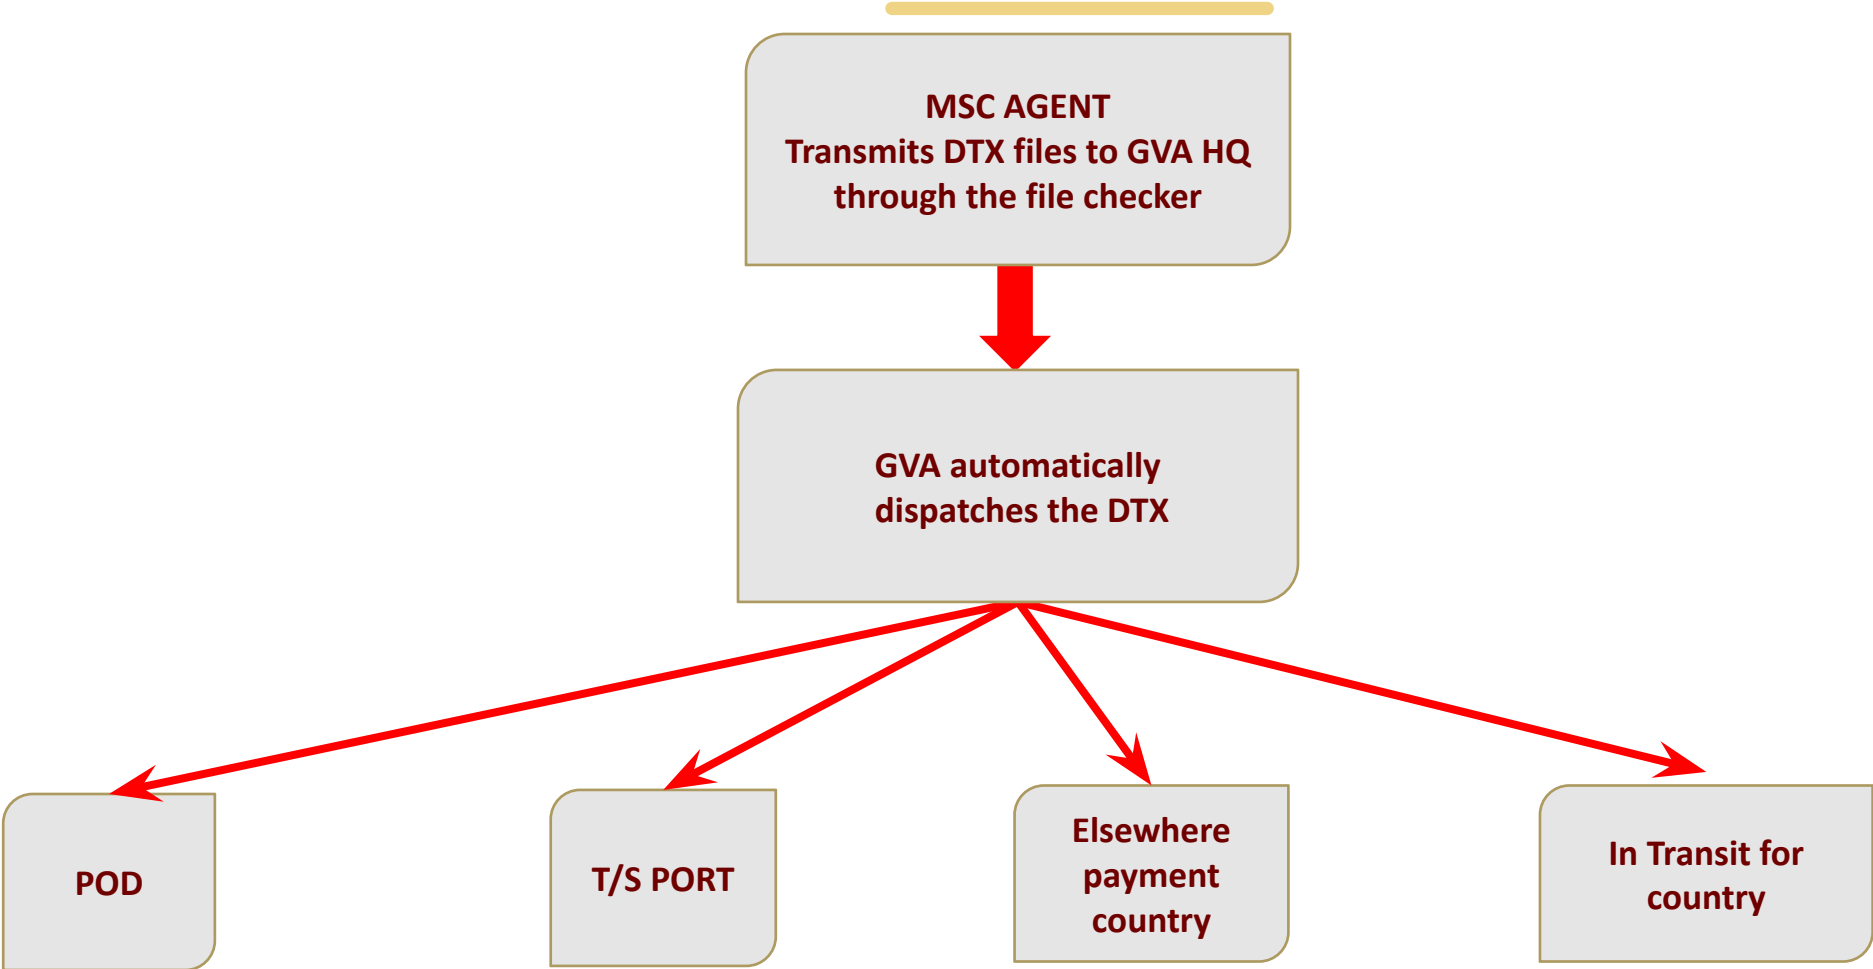 MSC AGENT
Transmits DTX files to GVA HQ
through the file checker
GVA automatically
dispatches the DTX
POD
T/S PORT
Elsewhere
payment
country
In Transit for
country